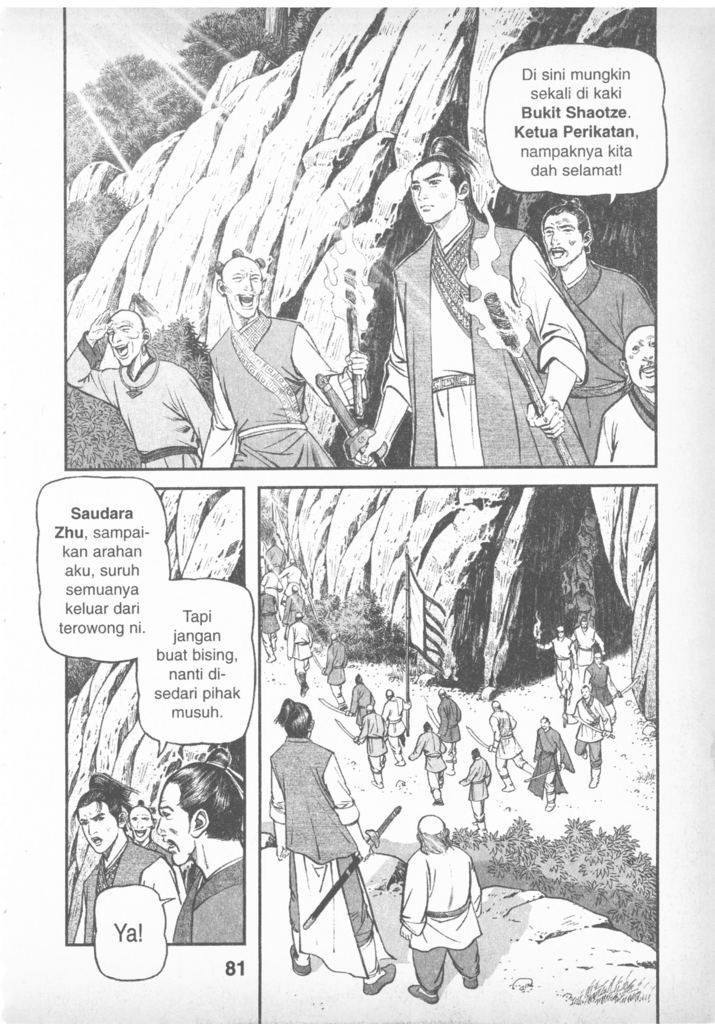 Di sini mungkin
sekali di kaki
Bukit Shaotze.
Ketua Perikatan,
nampaknya kita
dah selamat!
Saudara
Zhu, sampai-
kan arahan
aku, suruh
semuanya
keluar dari
terowong ni.
Tapi
jangan
buat bising,
nanti di-
sedari pihak
musuh.
Ya!
81